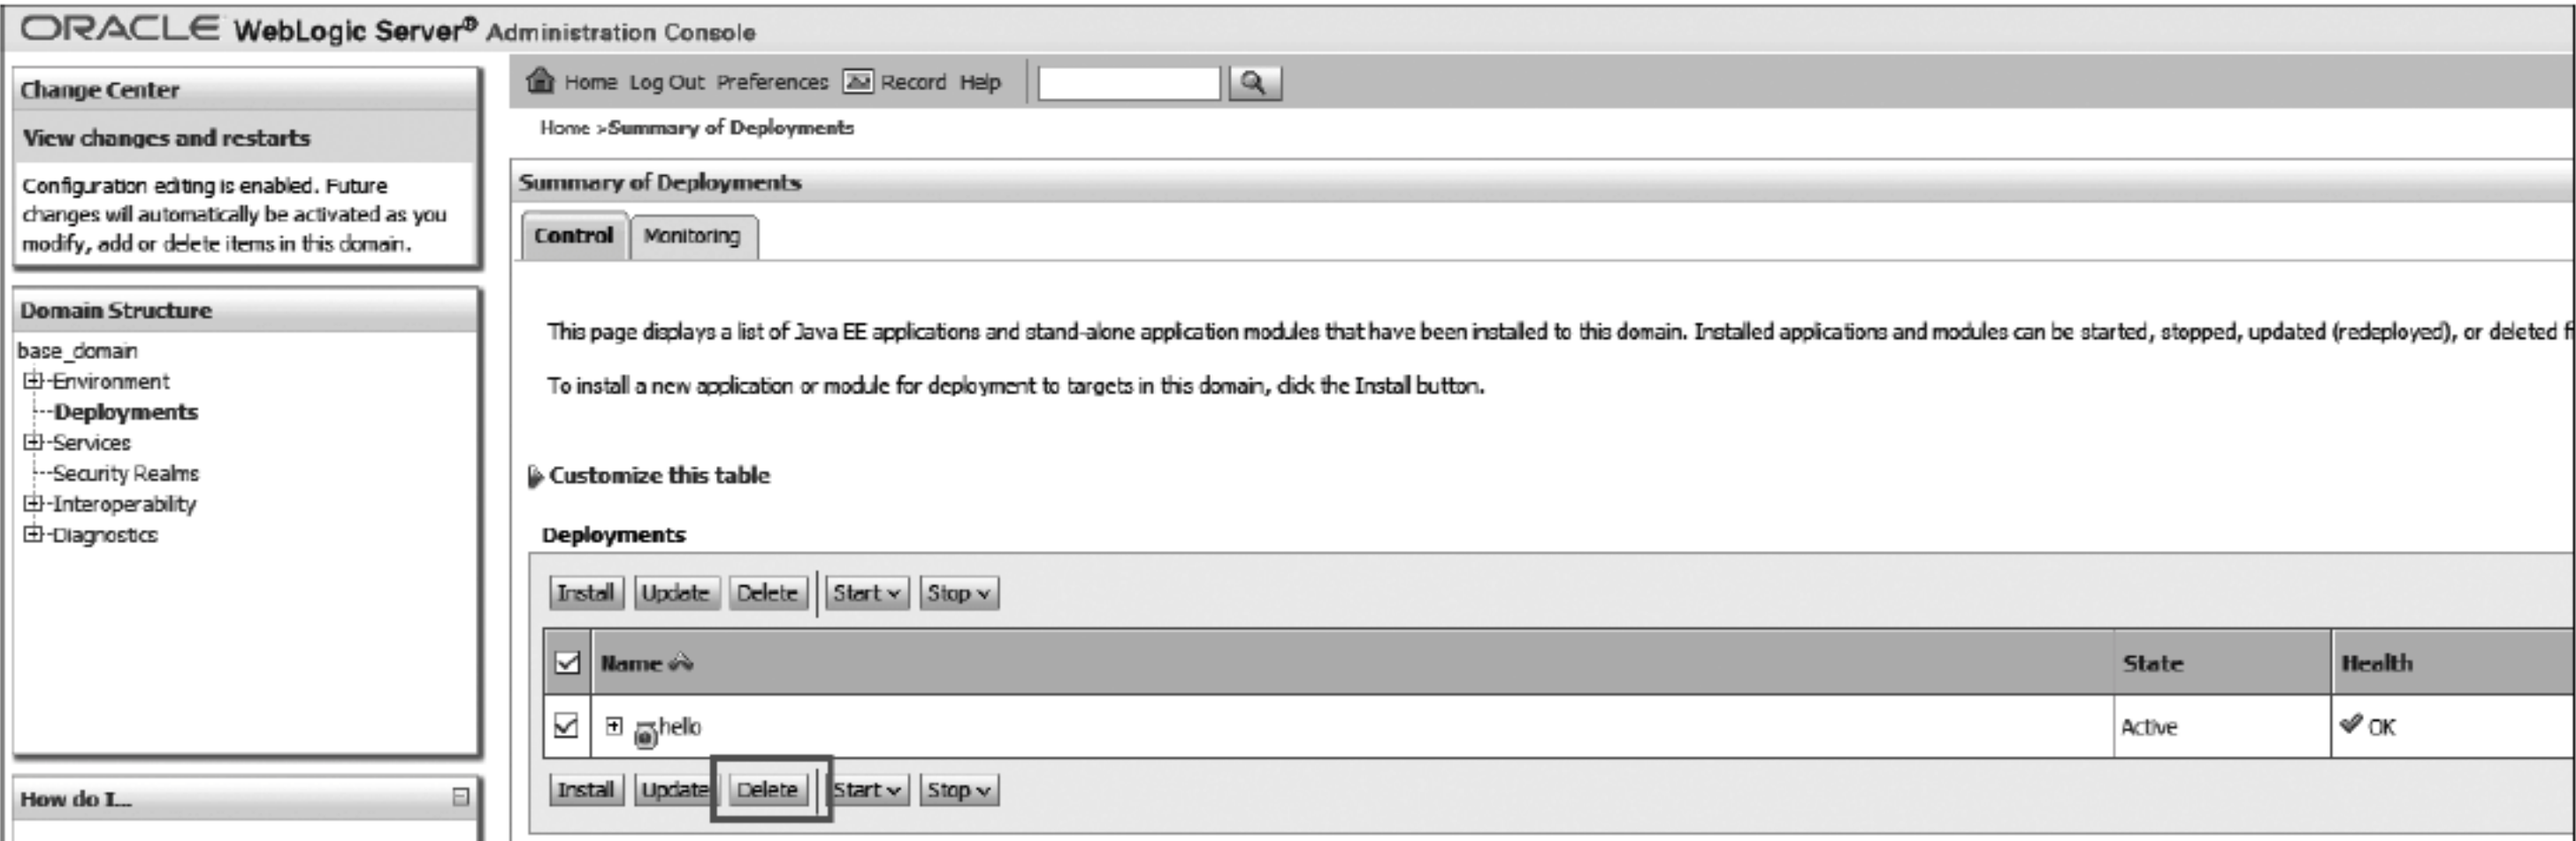 ORACLE WebLogic Server® Administration Console
Change Center
View changes and restarts
Configuration editing is enabled. Future
changes will automatically be activated as you
modify, add or delete items in this domain.
Domain Structure
base_domain
Environment
Deployments
Services
Security Realms
Interoperability
Diagnostics
How do I...
Home Log Out Preferences Record Help
Home >Summary of Deployments
Summary of Deployments
Control Monitoring
This page displays a list of Java EE applications and stand-alone application modules that have been installed to this domain. Installed applications and modules can be started, stopped, updated (redeployed), or deleted
To install a new application or module for deployment to targets in this domain, click the Install button.
Customize this table
Deployments
Install Update Delete Start Stop
Name State Health
hello Active OK
Install Update Delete Start Stop